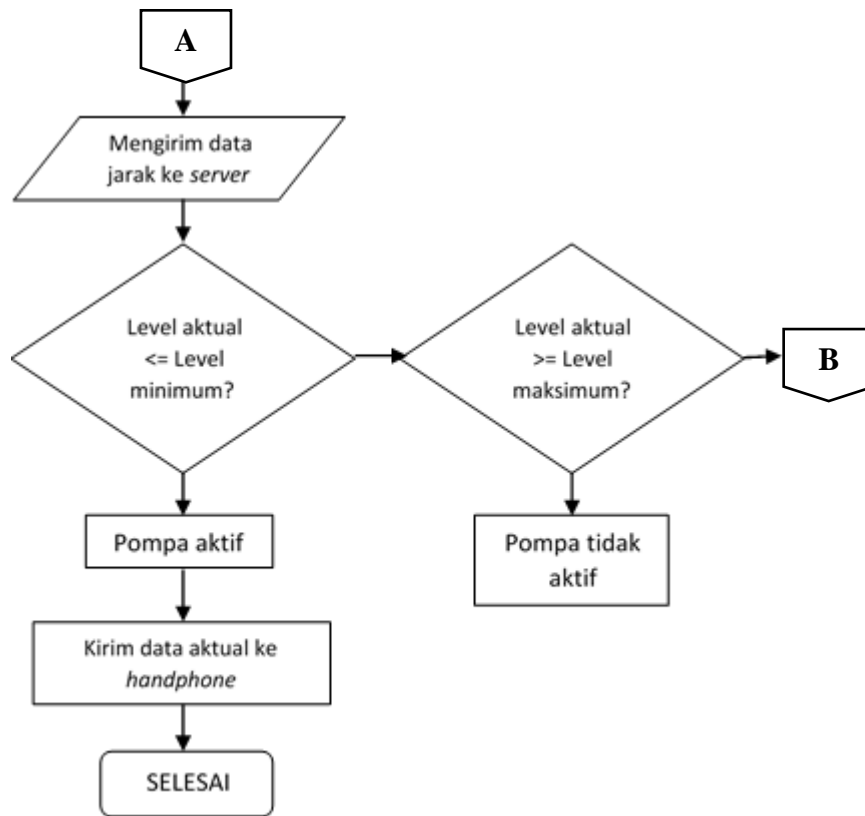 A
Mengirim data
jarak ke server
Level aktual
<= Level
minimum?
Level aktual
>= Level
maksimum?
B
Pompa aktif
Pompa tidak
aktif
Kirim data aktual ke
handphone
SELESAI